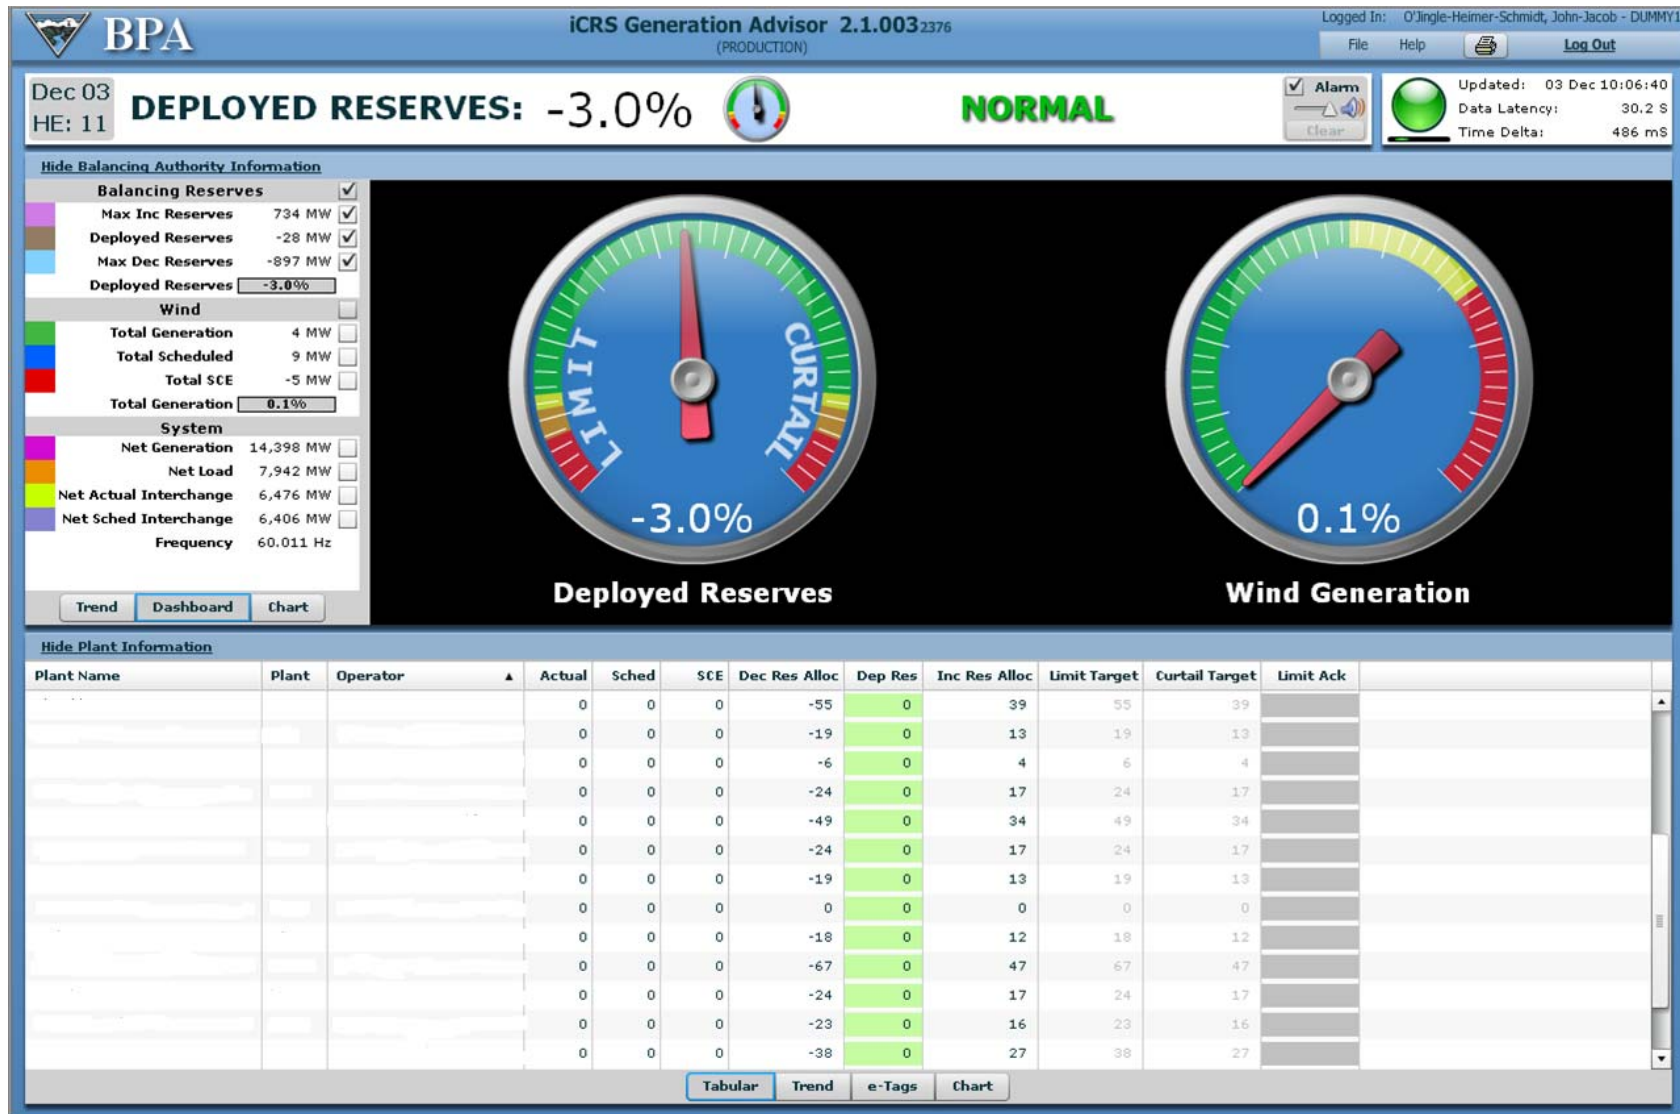 BPA
iCRS Generation Advisor 2.1.003 2376
(PRODUCTION)
Logged In: O'Jingle-Heimer-Schmidt, John-Jacob - DUMMY1
File Help Log Out
Dec 03
HE: 11
DEPLOYED RESERVES: -3.0%
NORMAL
Alarm
Clear
Updated: 03 Dec 10:06:40
Data Latency: 30.2 S
Time Delta: 486 mS
Hide Balancing Authority Information
Balancing Reserves
Max Inc Reserves 734 MW
Deployed Reserves -28 MW
Max Dec Reserves -897 MW
Deployed Reserves -3.0%
Wind
Total Generation 4 MW
Total Scheduled 9 MW
Total SCE -5 MW
Total Generation 0.1%
System
Net Generation 14,398 MW
Net Load 7,942 MW
Net Actual Interchange 6,476 MW
Net Sched Interchange 6,406 MW
Frequency 60.011 Hz
Trend Dashboard Chart
LIMIT CURTAIL
-3.0%
Deployed Reserves
0.1%
Wind Generation
Hide Plant Information
Plant Name Plant Operator Actual Sched SCE Dec Res Alloc Dep Res Inc Res Alloc Limit Target Curtail Target Limit Ack
0 0 0 -55 0 39 55 39
0 0 0 -19 0 13 19 13
0 0 0 -6 0 4 6 4
0 0 0 -24 0 17 24 17
0 0 0 -49 0 34 49 34
0 0 0 -24 0 17 24 17
0 0 0 -19 0 13 19 13
0 0 0 0 0 0 0 0
0 0 0 -18 0 12 18 12
0 0 0 -67 0 47 67 47
0 0 0 -24 0 17 24 17
0 0 0 -23 0 16 23 16
0 0 0 -38 0 27 38 27
Tabular Trend e-Tags Chart